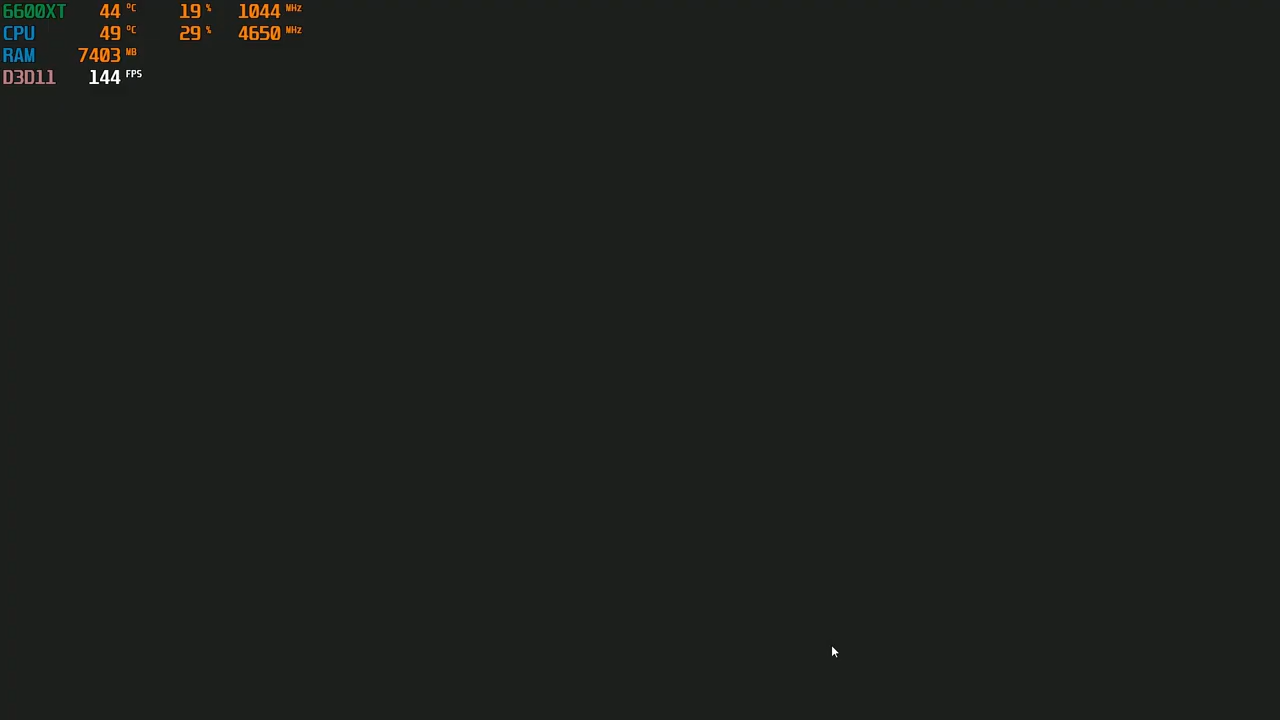 6600XT 44 °C 19 % 1044 MHz
CPU 49 °C 29 % 4650 MHz
RAM 7403 MB
D3D11 144 FPS